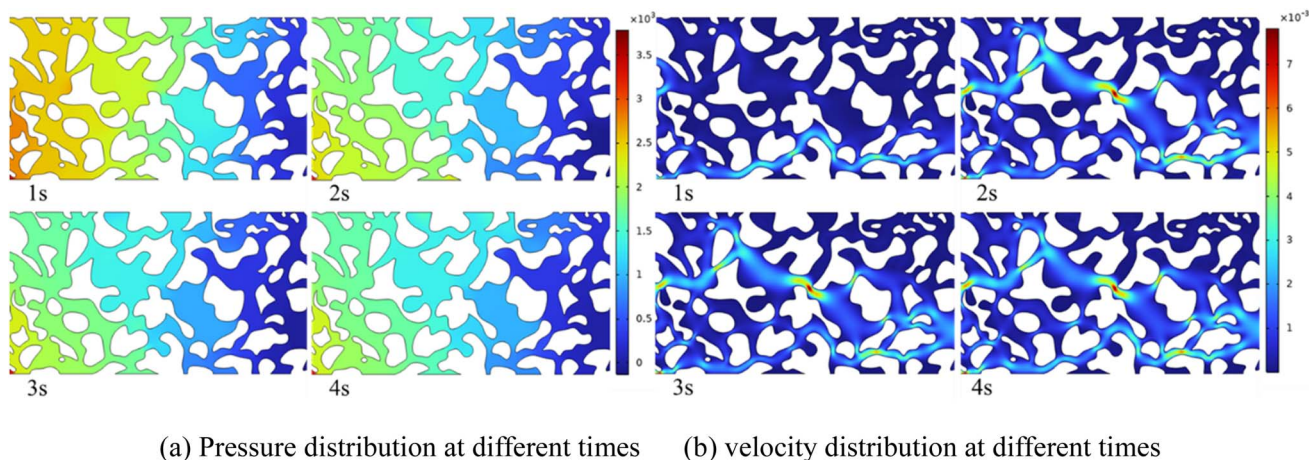 ×10³
×10⁻³
3.5
3
2.5
2
1.5
1
0.5
0
7
6
5
4
3
2
1
1s
2s
1s
2s
3s
4s
3s
4s
(a) Pressure distribution at different times
(b) velocity distribution at different times